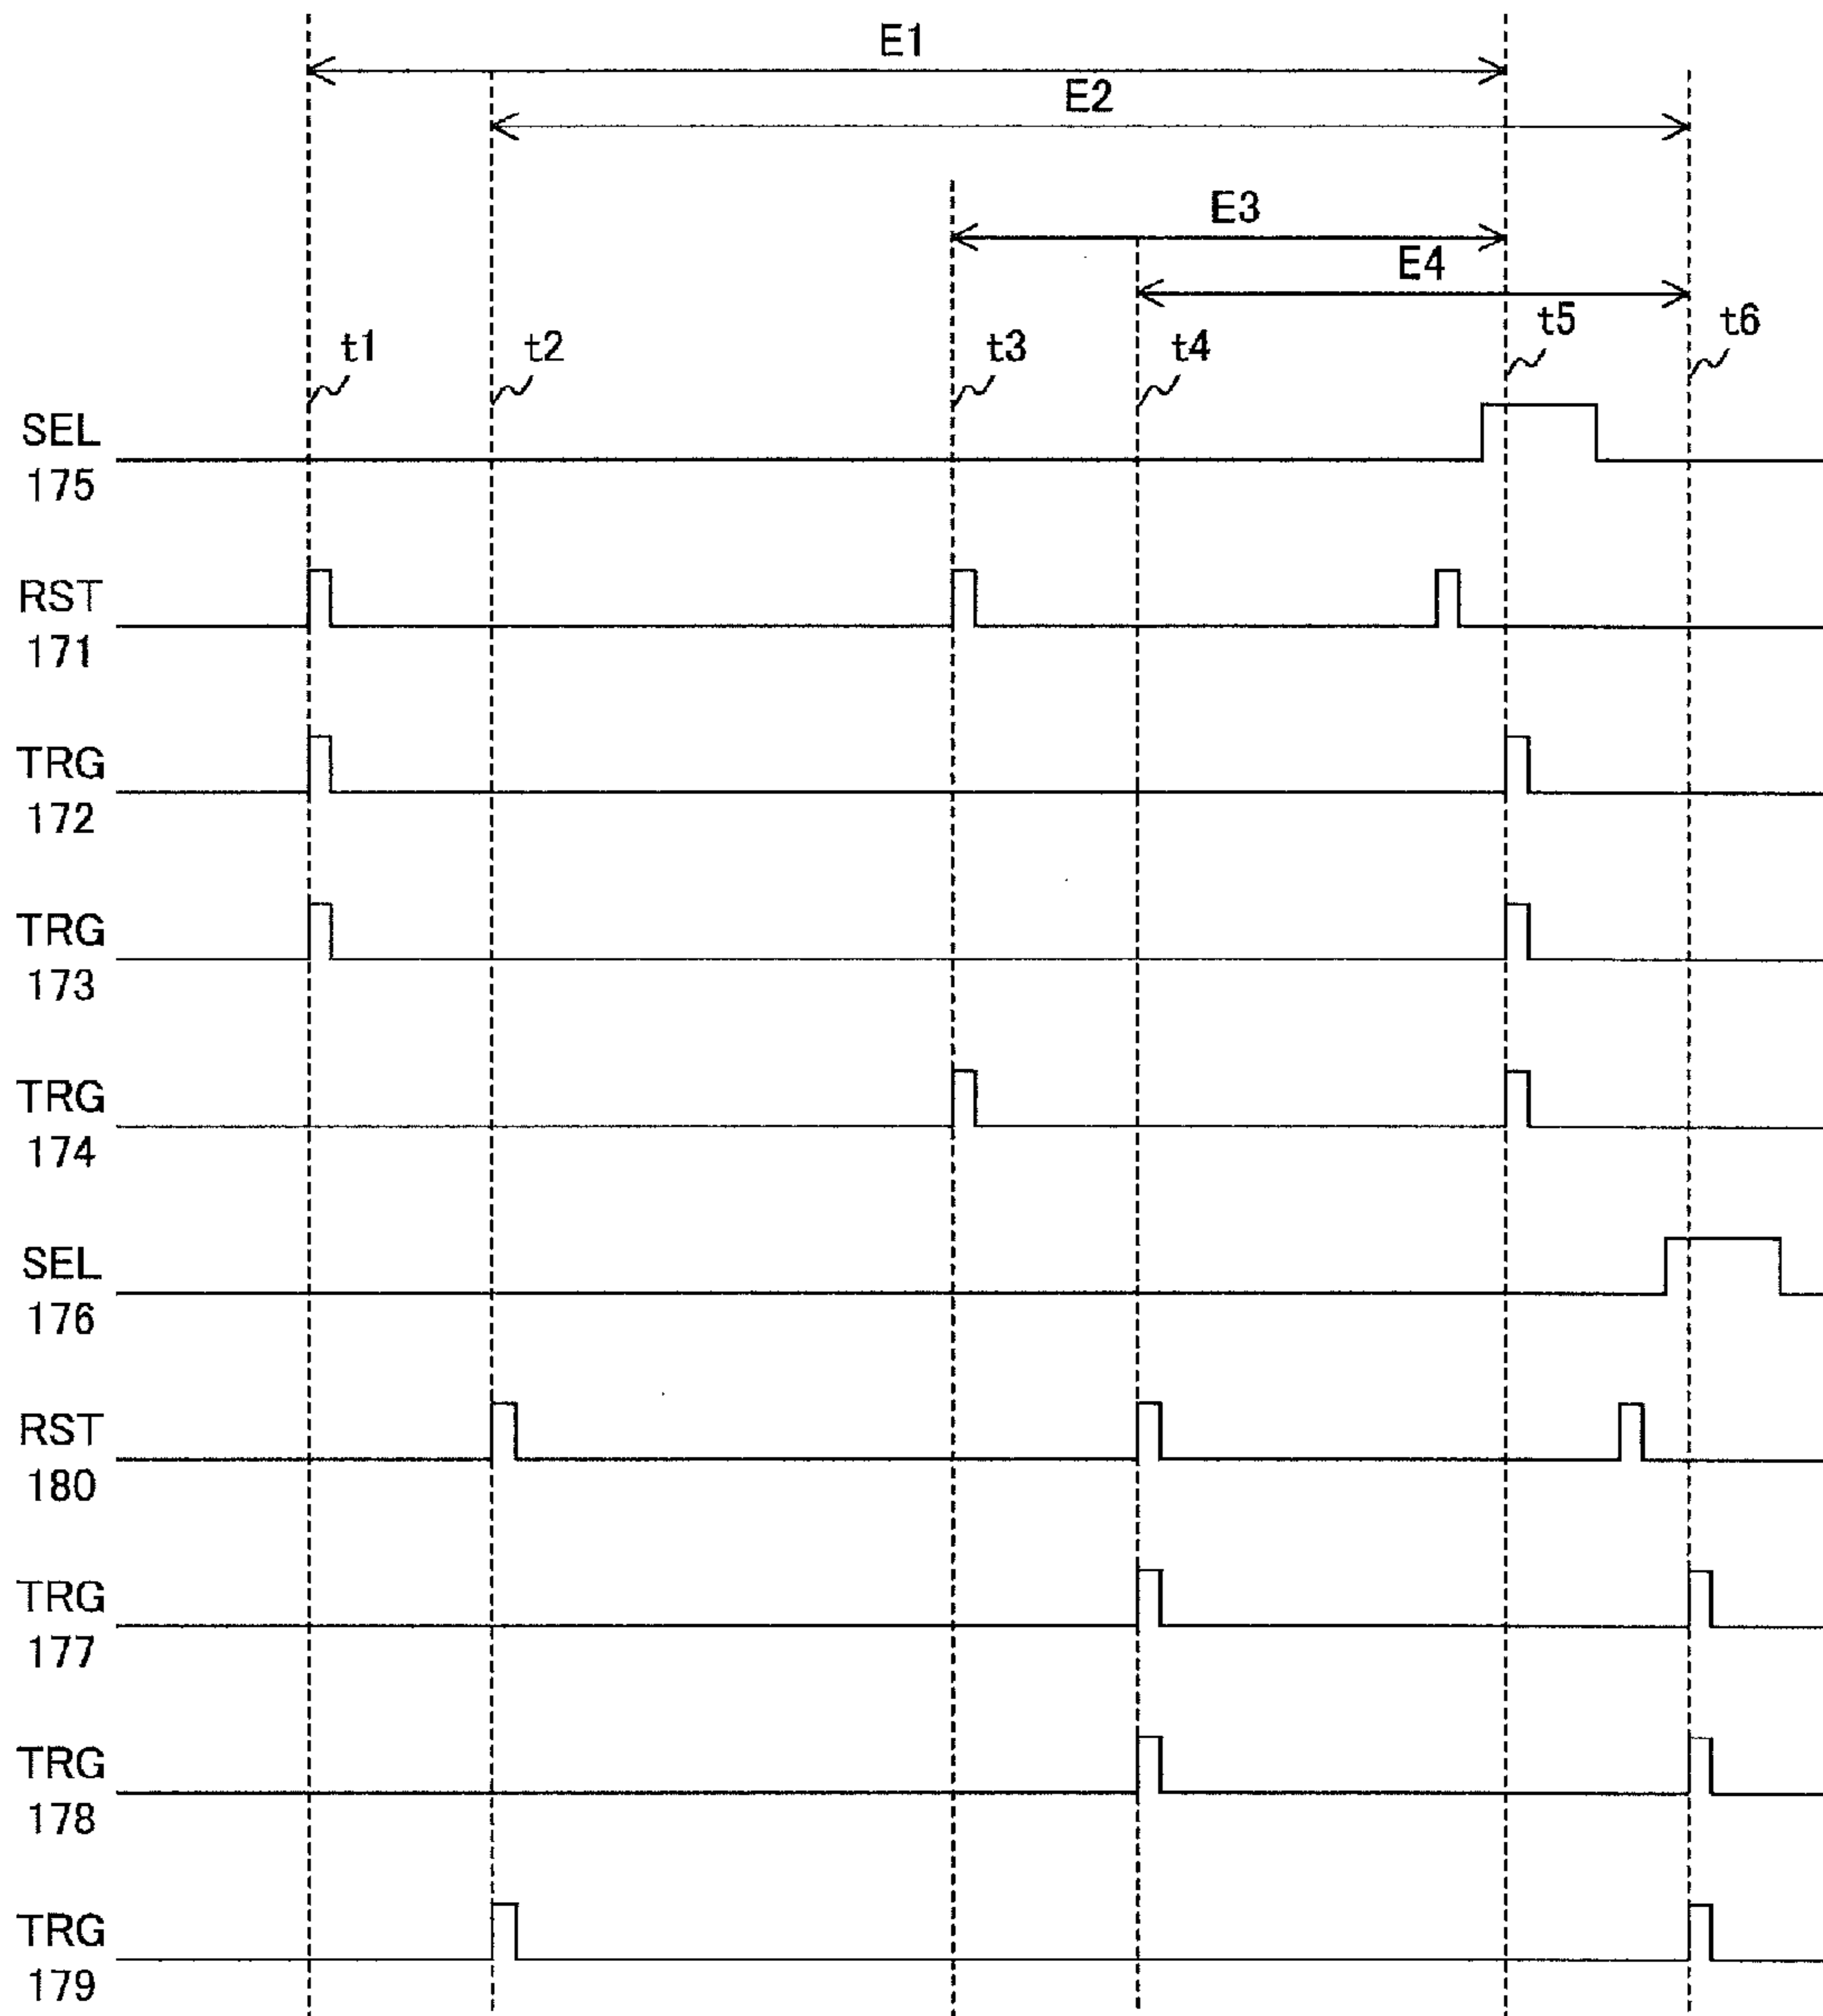 E1
E2
E3
E4
t1
t2
t3
t4
t5
t6
SEL
175
RST
171
TRG
172
TRG
173
TRG
174
SEL
176
RST
180
TRG
177
TRG
178
TRG
179